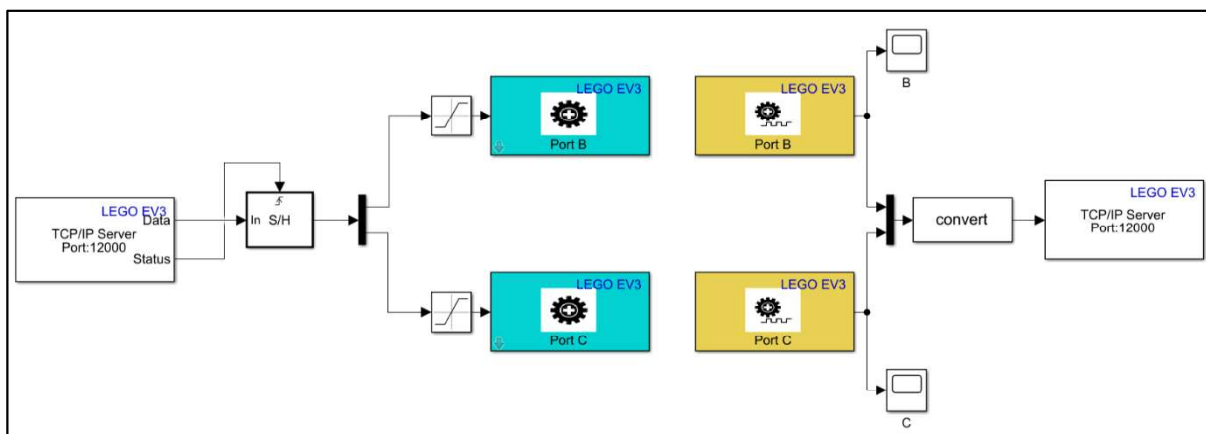 LEGO EV3
Data
TCP/IP Server
Port:12000
Status
In
S/H
LEGO EV3
Port B
LEGO EV3
Port C
LEGO EV3
Port B
LEGO EV3
Port C
B
C
convert
LEGO EV3
TCP/IP Server
Port:12000